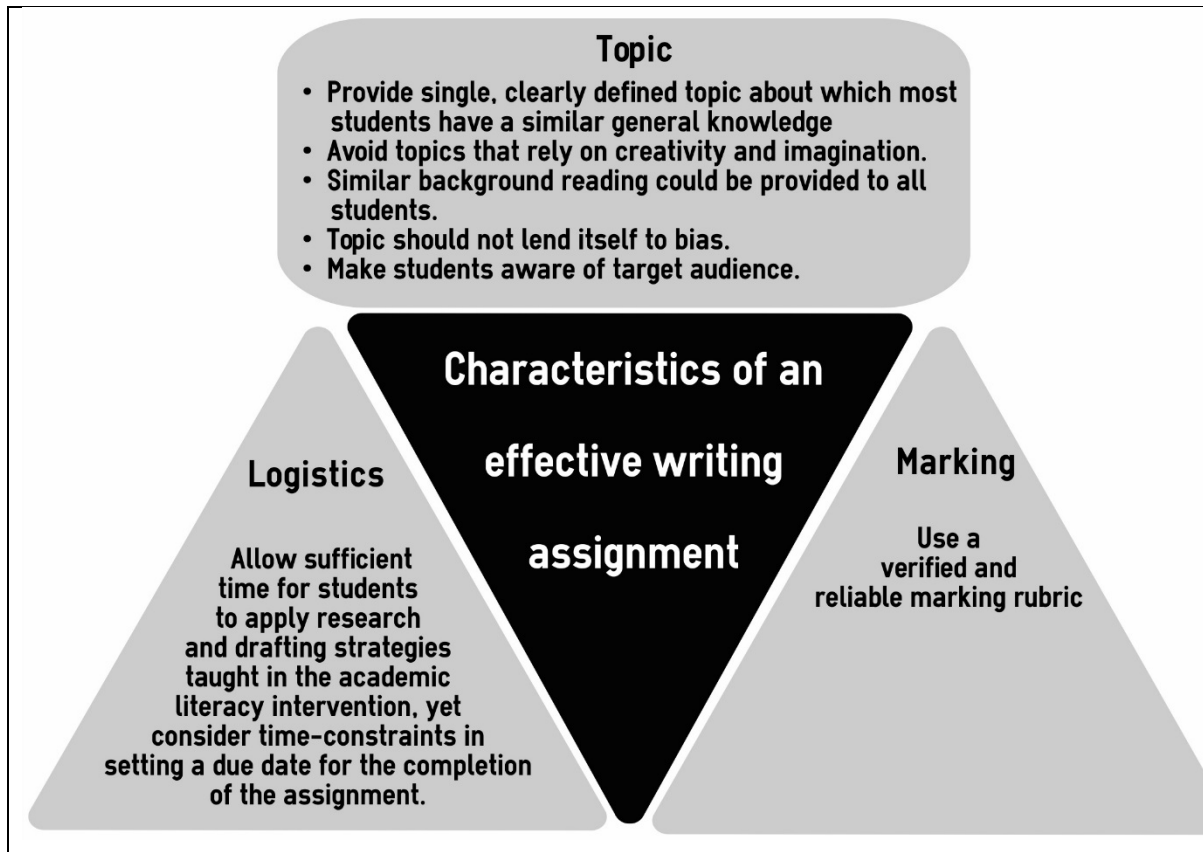 Topic
• Provide single, clearly defined topic about which most
students have a similar general knowledge
• Avoid topics that rely on creativity and imagination.
• Similar background reading could be provided to all
students.
• Topic should not lend itself to bias.
• Make students aware of target audience.
Characteristics of an
effective writing
assignment
Logistics
Allow sufficient
time for students
to apply research
and drafting strategies
taught in the academic
literacy intervention, yet
consider time-constraints in
setting a due date for the completion
of the assignment.
Marking
Use a
verified and
reliable marking rubric